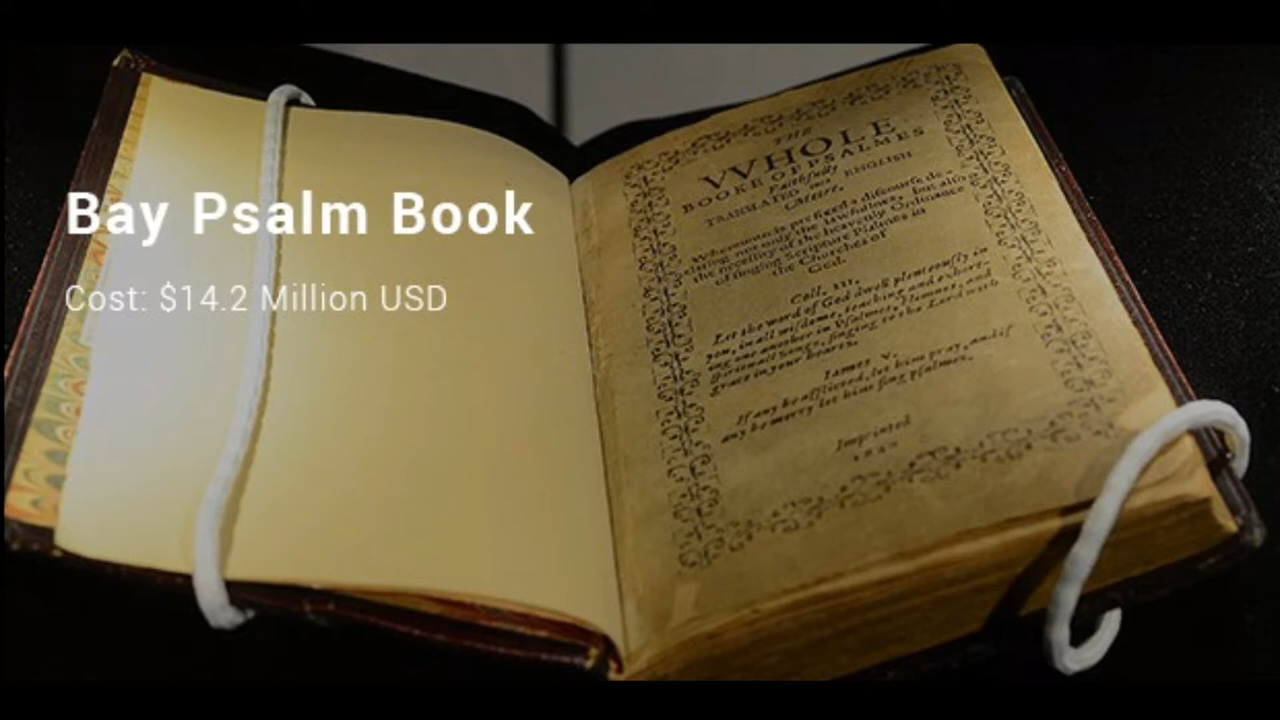 Bay Psalm Book
Cost: $14.2 Million USD
THE
VVHOLE
BOOKE OF PSALMES
Faithfully
TRANSLATED into ENGLISH
Metre.
Whereunto is prefixed a discourse de-
claring not only the lawfullnes, but also
the necessity of the heavenly Ordinance
of singing Scripture Psalmes in
the Churches of
God.
Coll. III.
Let the word of God dwell plenteously in
you, in all wisdome, teaching and exhort-
ing one another in Psalmes, Himnes, and
spirituall Songs, singing to the Lord with
grace in your hearts.
Iames V.
If any be afflicted, let him pray, and if
any be merry let him sing psalmes.
Imprinted
1640